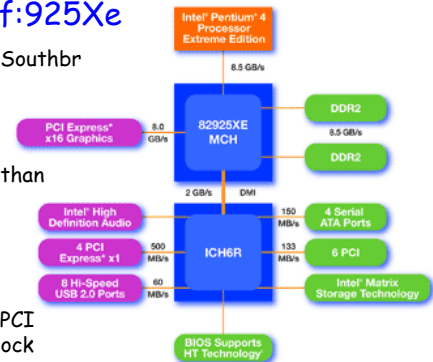 f:925Xe
Intel® Pentium® 4
Processor
Extreme Edition
Southbr
8.5 GB/s
DDR2
PCI Express*
x16 Graphics
8.0
GB/s
82925XE
MCH
8.5 GB/s
DDR2
than
2 GB/s
DMI
Intel® High
Definition Audio
150
MB/s
4 Serial
ATA Ports
4 PCI
Express* x1
500
MB/s
ICH6R
133
MB/s
6 PCI
8 Hi-Speed
USB 2.0 Ports
60
MB/s
Intel® Matrix
Storage Technology
PCI
ock
BIOS Supports
HT Technology